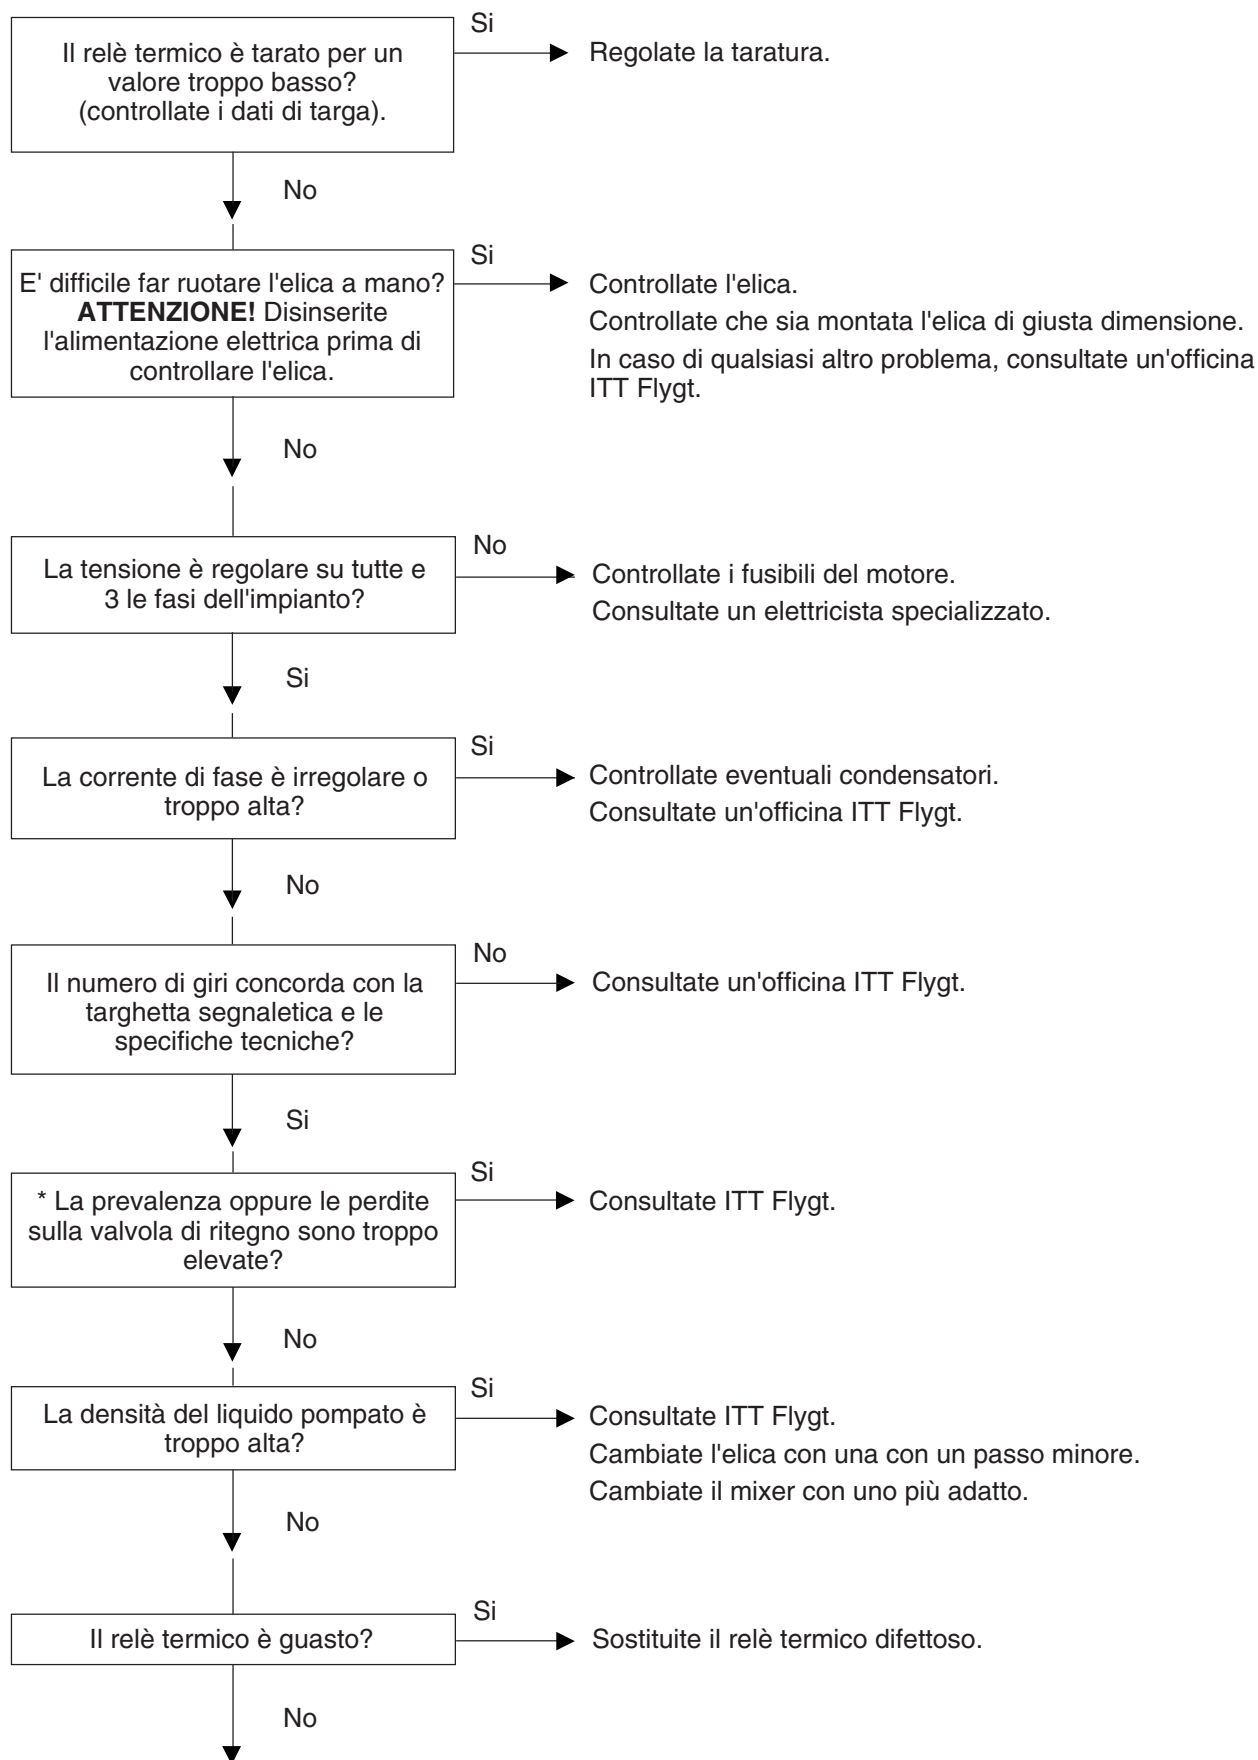 Si
Il relè termico è tarato per un
valore troppo basso?
(controllate i dati di targa).
Regolate la taratura.
No
Si
E' difficile far ruotare l'elica a mano?
ATTENZIONE! Disinserite
l'alimentazione elettrica prima di
controllare l'elica.
Controllate l'elica.
Controllate che sia montata l'elica di giusta dimensione.
In caso di qualsiasi altro problema, consultate un'officina
ITT Flygt.
No
No
La tensione è regolare su tutte e
3 le fasi dell'impianto?
Controllate i fusibili del motore.
Consultate un elettricista specializzato.
Si
Si
La corrente di fase è irregolare o
troppo alta?
Controllate eventuali condensatori.
Consultate un'officina ITT Flygt.
No
No
Il numero di giri concorda con la
targhetta segnaletica e le
specifiche tecniche?
Consultate un'officina ITT Flygt.
Si
Si
* La prevalenza oppure le perdite
sulla valvola di ritegno sono troppo
elevate?
Consultate ITT Flygt.
No
Si
La densità del liquido pompato è
troppo alta?
Consultate ITT Flygt.
Cambiate l'elica con una con un passo minore.
Cambiate il mixer con uno più adatto.
No
Si
Il relè termico è guasto?
Sostituite il relè termico difettoso.
No